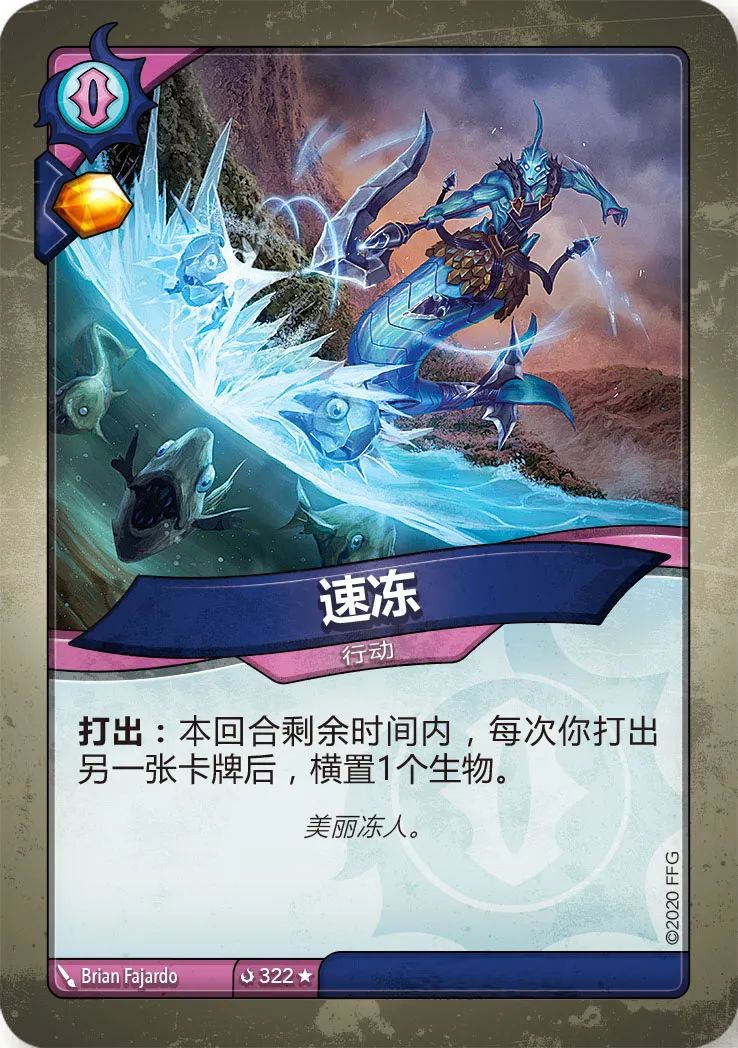 速冻
行动
打出：本回合剩余时间内，每次你打出
另一张卡牌后，横置1个生物。
美丽冻人。
©2020 FFG
Brian Fajardo
322